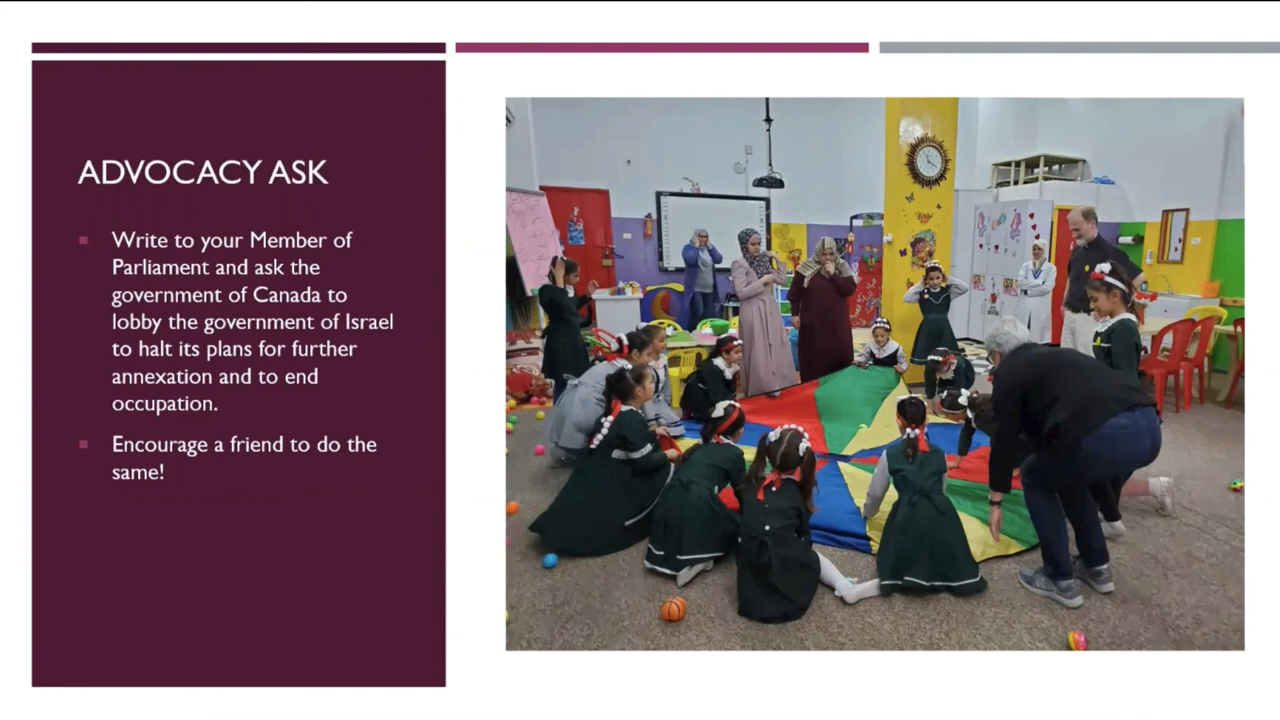 ADVOCACY ASK
Write to your Member of
Parliament and ask the
government of Canada to
lobby the government of Israel
to halt its plans for further
annexation and to end
occupation.
Encourage a friend to do the
same!